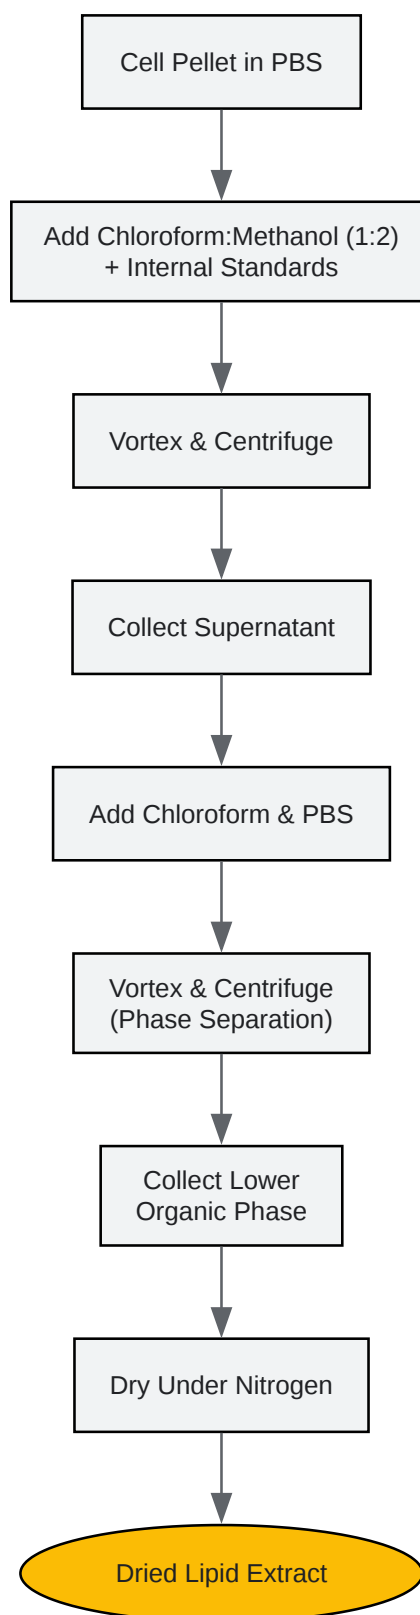 Cell Pellet in PBS
Add Chloroform:Methanol (1:2)
+ Internal Standards
Vortex & Centrifuge
Collect Supernatant
Add Chloroform & PBS
Vortex & Centrifuge
(Phase Separation)
Collect Lower
Organic Phase
Dry Under Nitrogen
Dried Lipid Extract